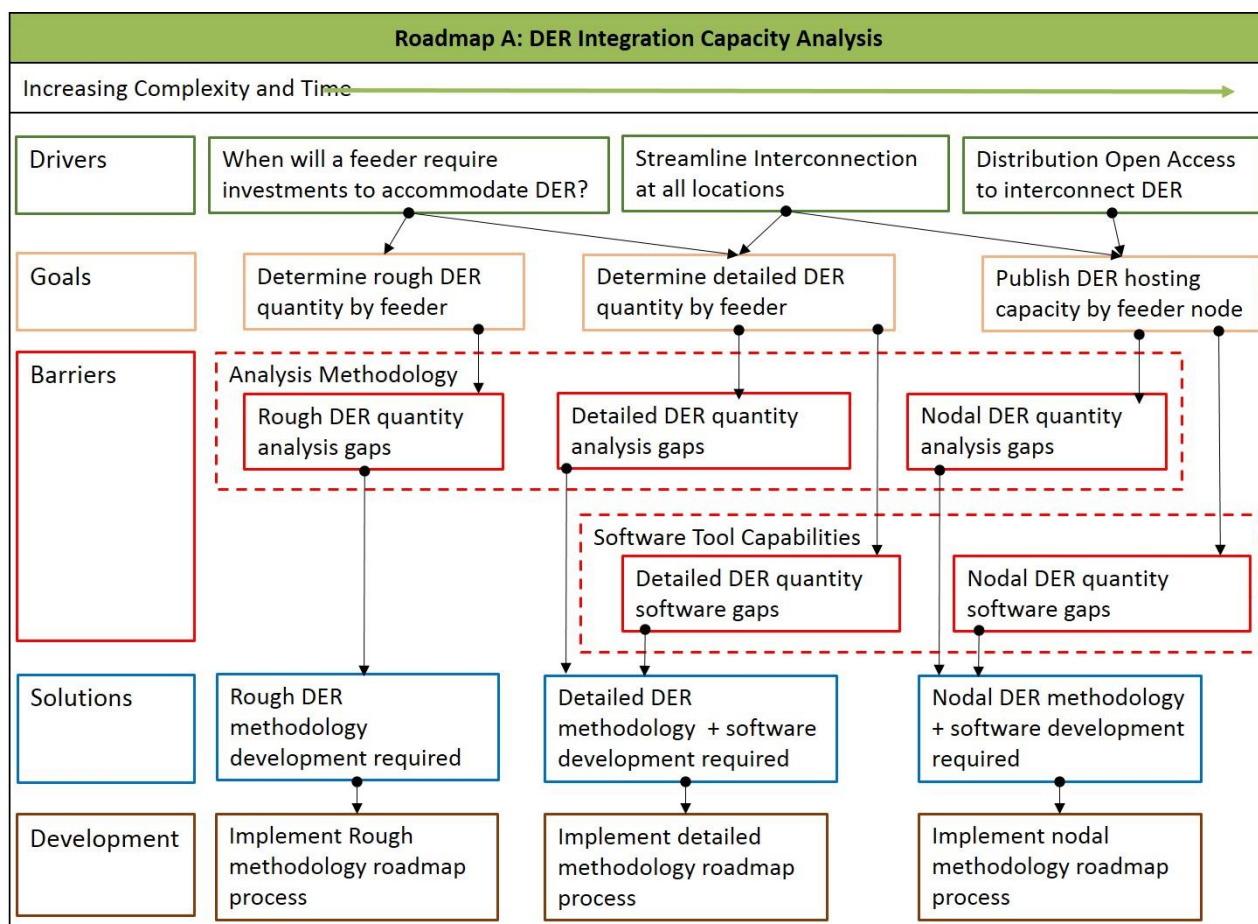 Roadmap A: DER Integration Capacity Analysis
Increasing Complexity and Time
Drivers
When will a feeder require
investments to accommodate DER?
Streamline Interconnection
at all locations
Distribution Open Access
to interconnect DER
Goals
Determine rough DER
quantity by feeder
Determine detailed DER
quantity by feeder
Publish DER hosting
capacity by feeder node
Barriers
Analysis Methodology
Rough DER quantity
analysis gaps
Detailed DER quantity
analysis gaps
Nodal DER quantity
analysis gaps
Software Tool Capabilities
Detailed DER quantity
software gaps
Nodal DER quantity
software gaps
Solutions
Rough DER
methodology
development required
Detailed DER
methodology + software
development required
Nodal DER methodology
+ software development
required
Development
Implement Rough
methodology roadmap
process
Implement detailed
methodology roadmap
process
Implement nodal
methodology roadmap
process